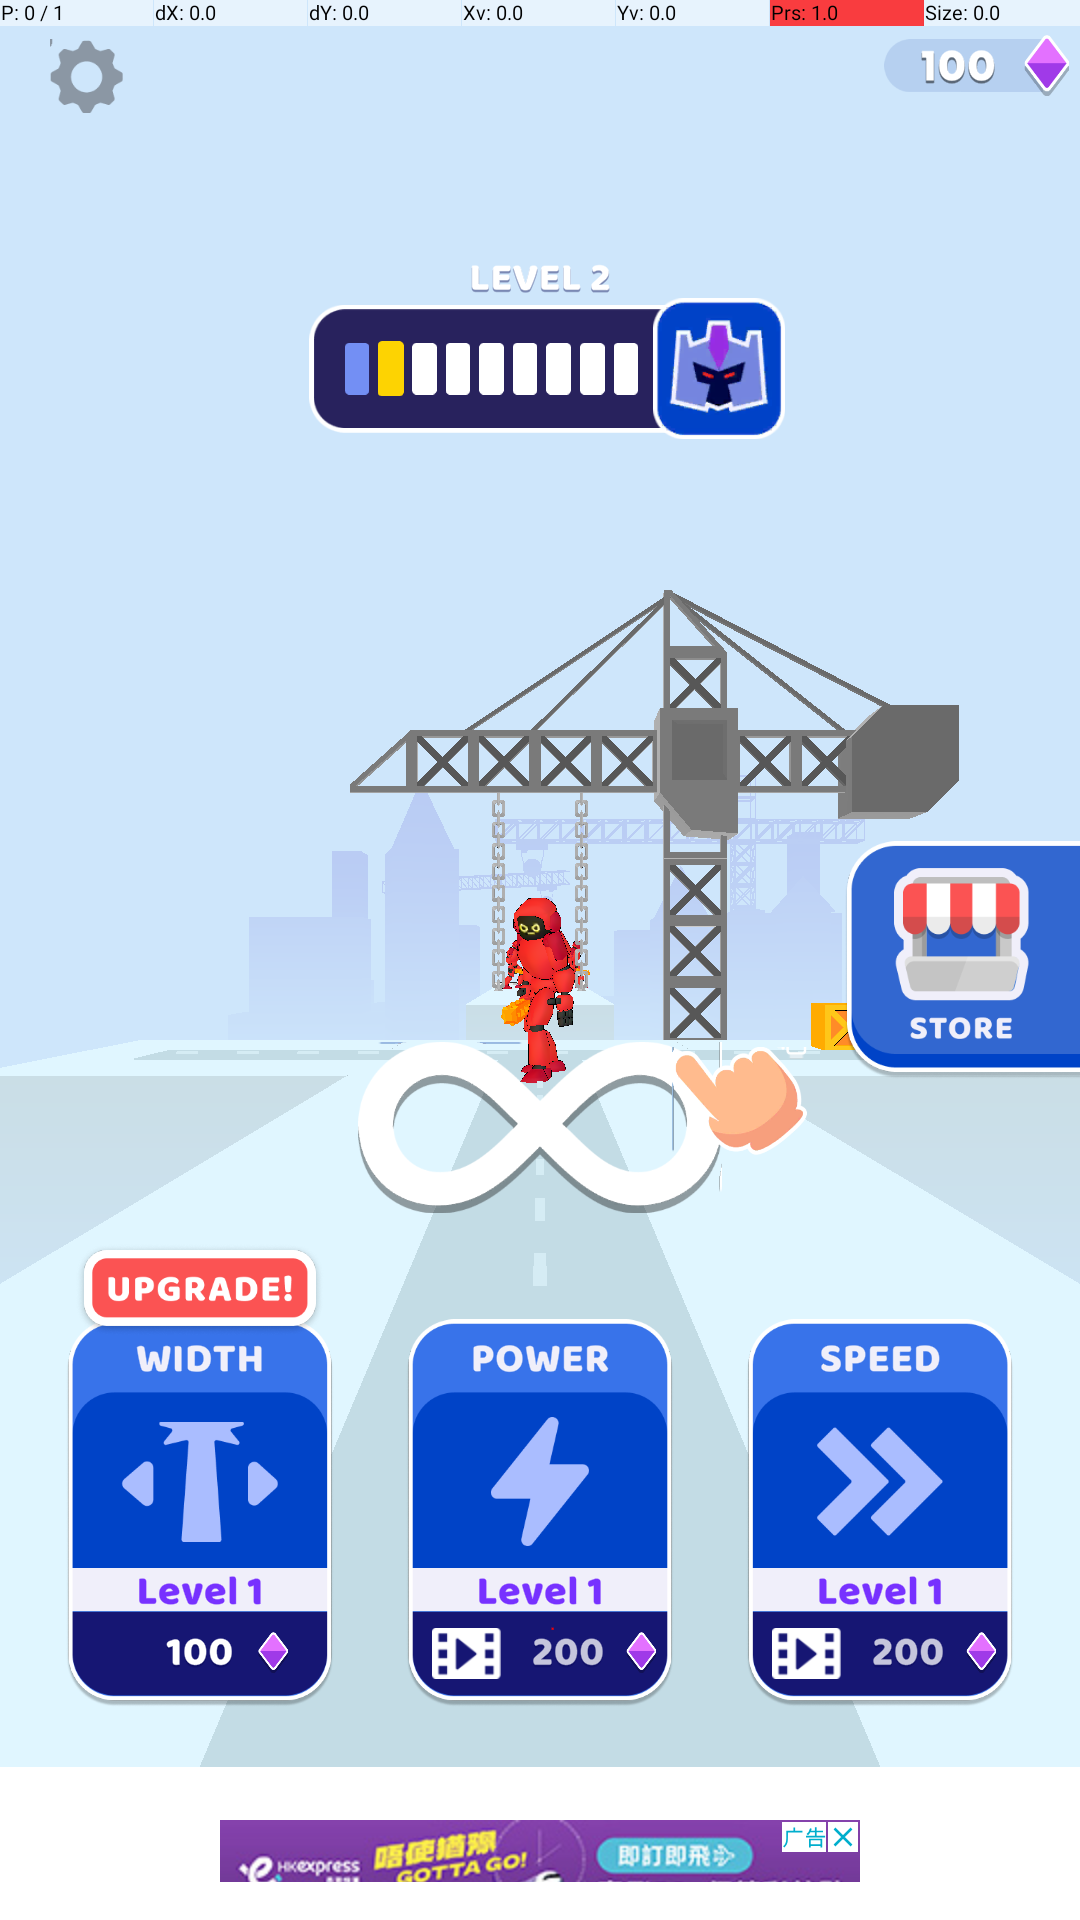 P: 0 / 1 dX: 0.0 dY: 0.0 Xv: 0.0 Yv: 0.0 Prs: 1.0 Size: 0.0
100
LEVEL 2
STORE
UPGRADE!
WIDTH POWER SPEED
Level 1 Level 1 Level 1
100 200 200
广告
HKexpress 唔使猶際 GOTTA GO! 即訂即飛